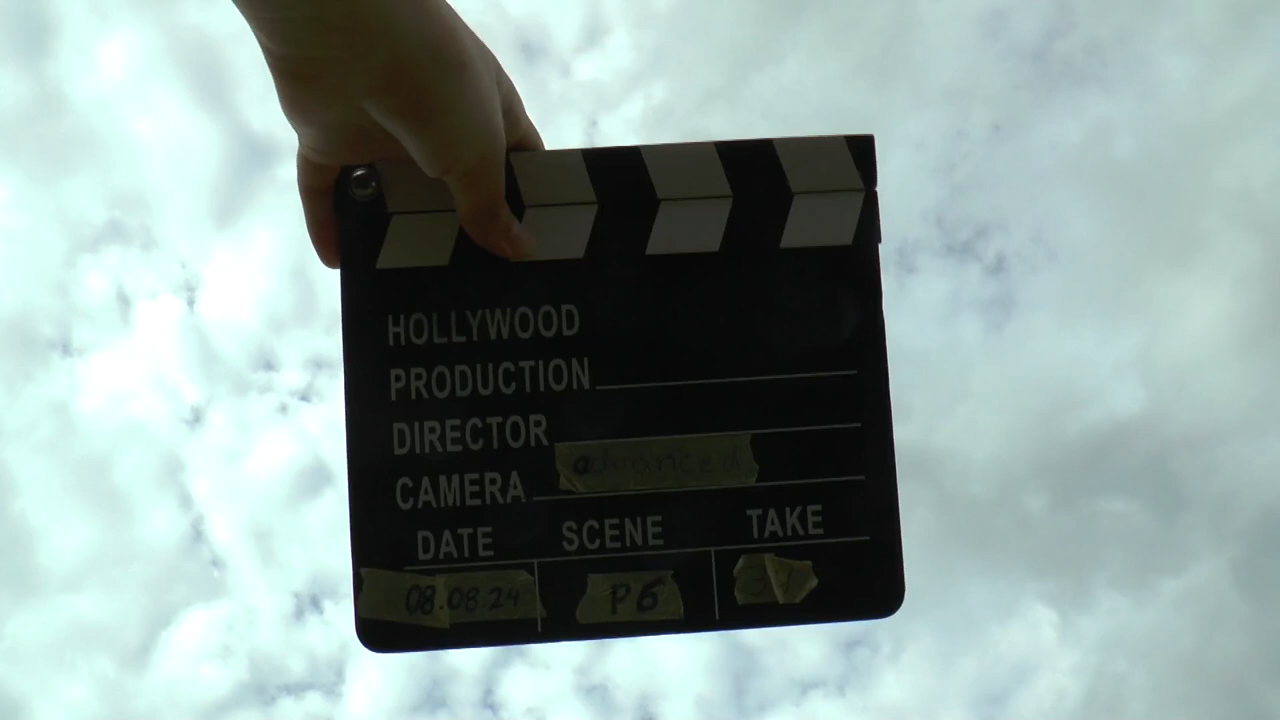 HOLLYWOOD
PRODUCTION
DIRECTOR
CAMERA advanced
DATE SCENE TAKE
08.08.24 P6